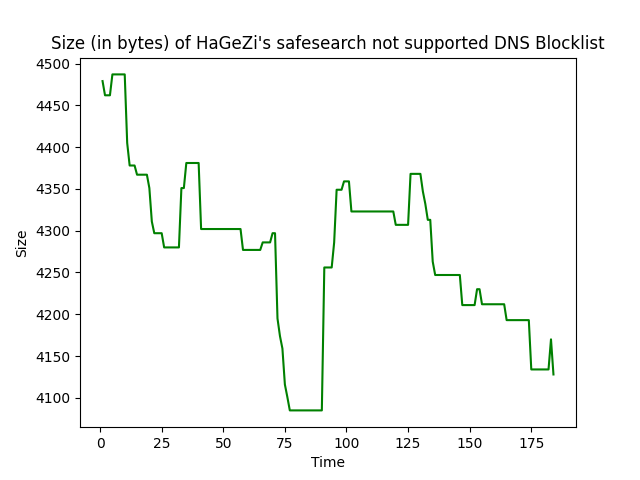 Size (in bytes) of HaGeZi's safesearch not supported DNS Blocklist
4500
4450
4400
4350
4300
4250
4200
4150
4100
Size
0 25 50 75 100 125 150 175
Time